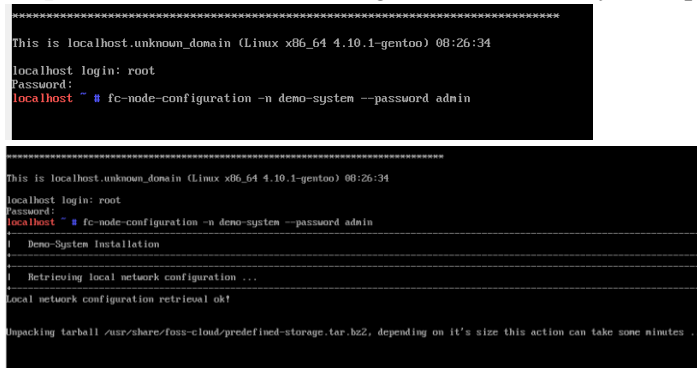 ********************************************************************************
This is localhost.unknown_domain (Linux x86_64 4.10.1-gentoo) 08:26:34
localhost login: root
Password:
localhost ~ # fc-node-configuration -n demo-system --password admin
********************************************************************************
This is localhost.unknown_domain (Linux x86_64 4.10.1-gentoo) 08:26:34
localhost login: root
Password:
localhost ~ # fc-node-configuration -n demo-system --password admin
| Demo-System Installation
| Retrieving local network configuration ...
Local network configuration retrieval ok!
Unpacking tarball /usr/share/foss-cloud/predefined-storage.tar.bz2, depending on it's size this action can take some minutes .